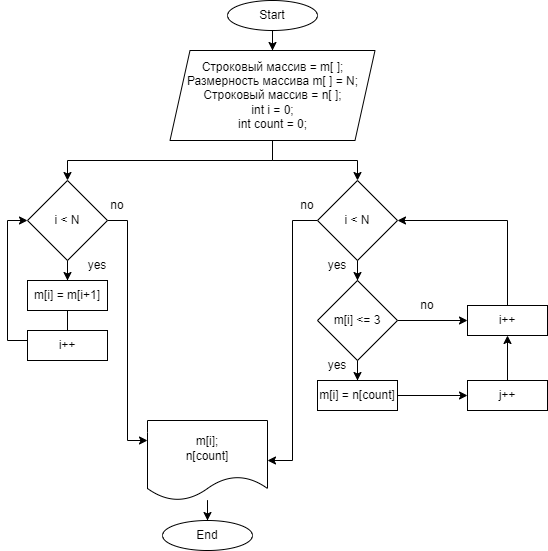 Start
Строковый массив = m[ ];
Размерность массива m[ ] = N;
Строковый массив = n[ ];
int i = 0;
int count = 0;
i < N
no
yes
m[i] = m[i+1]
i++
no
i < N
yes
m[i] <= 3
no
i++
yes
m[i] = n[count]
j++
m[i];
n[count]
End